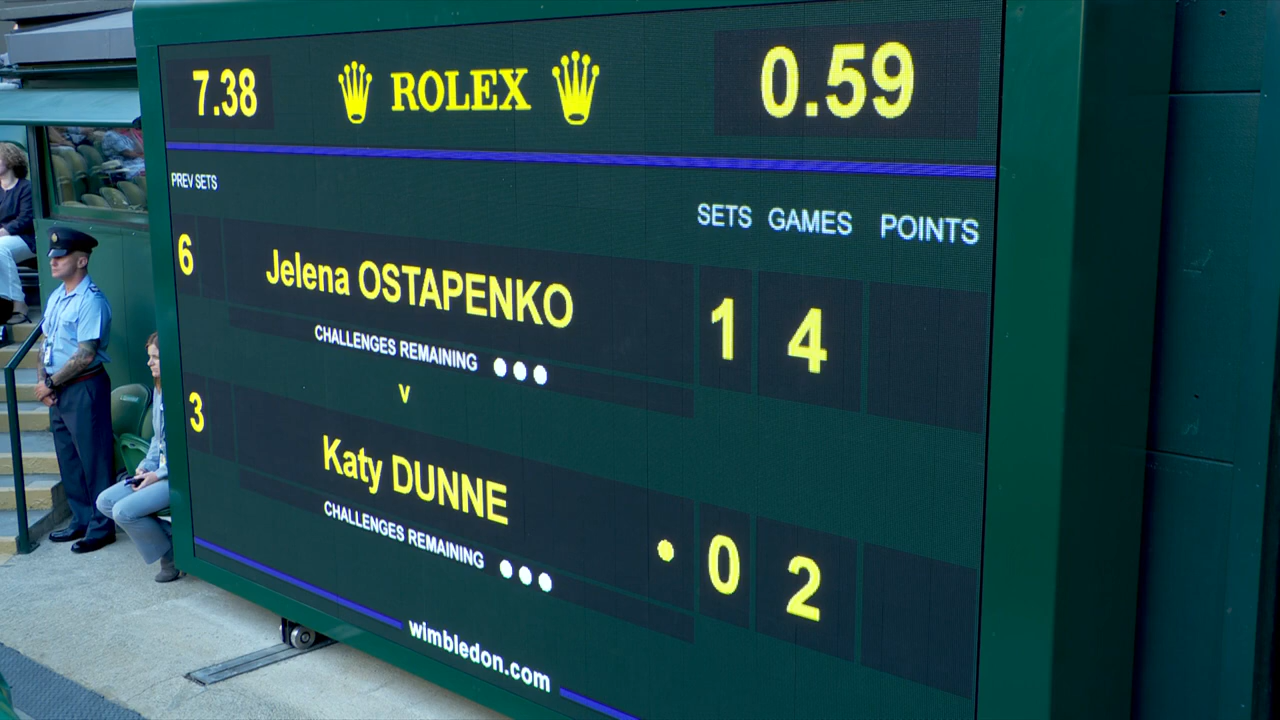 7.38 ROLEX 0.59
PREV SETS
SETS GAMES POINTS
6 Jelena OSTAPENKO 1 4
CHALLENGES REMAINING
v
3 Katy DUNNE 0 2
CHALLENGES REMAINING
wimbledon.com